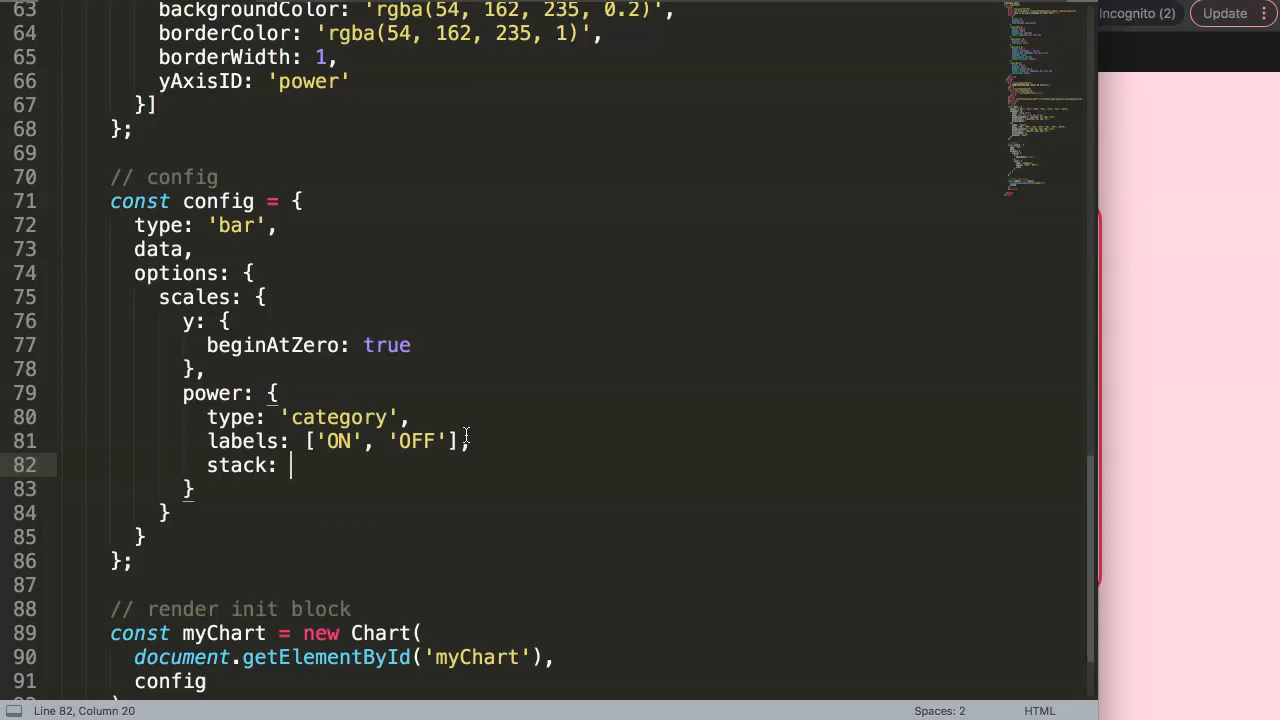 Incognito (2) Update
63 backgroundColor: 'rgba(54, 162, 235, 0.2)',
64 borderColor: 'rgba(54, 162, 235, 1)',
65 borderWidth: 1,
66 yAxisID: 'power'
67 }]
68 };
69
70 // config
71 const config = {
72 type: 'bar',
73 data,
74 options: {
75 scales: {
76 y: {
77 beginAtZero: true
78 },
79 power: {
80 type: 'category',
81 labels: ['ON', 'OFF'],
82 stack:
83 }
84 }
85 }
86 };
87
88 // render init block
89 const myChart = new Chart(
90 document.getElementById('myChart'),
91 config
Line 82, Column 20 Spaces: 2 HTML